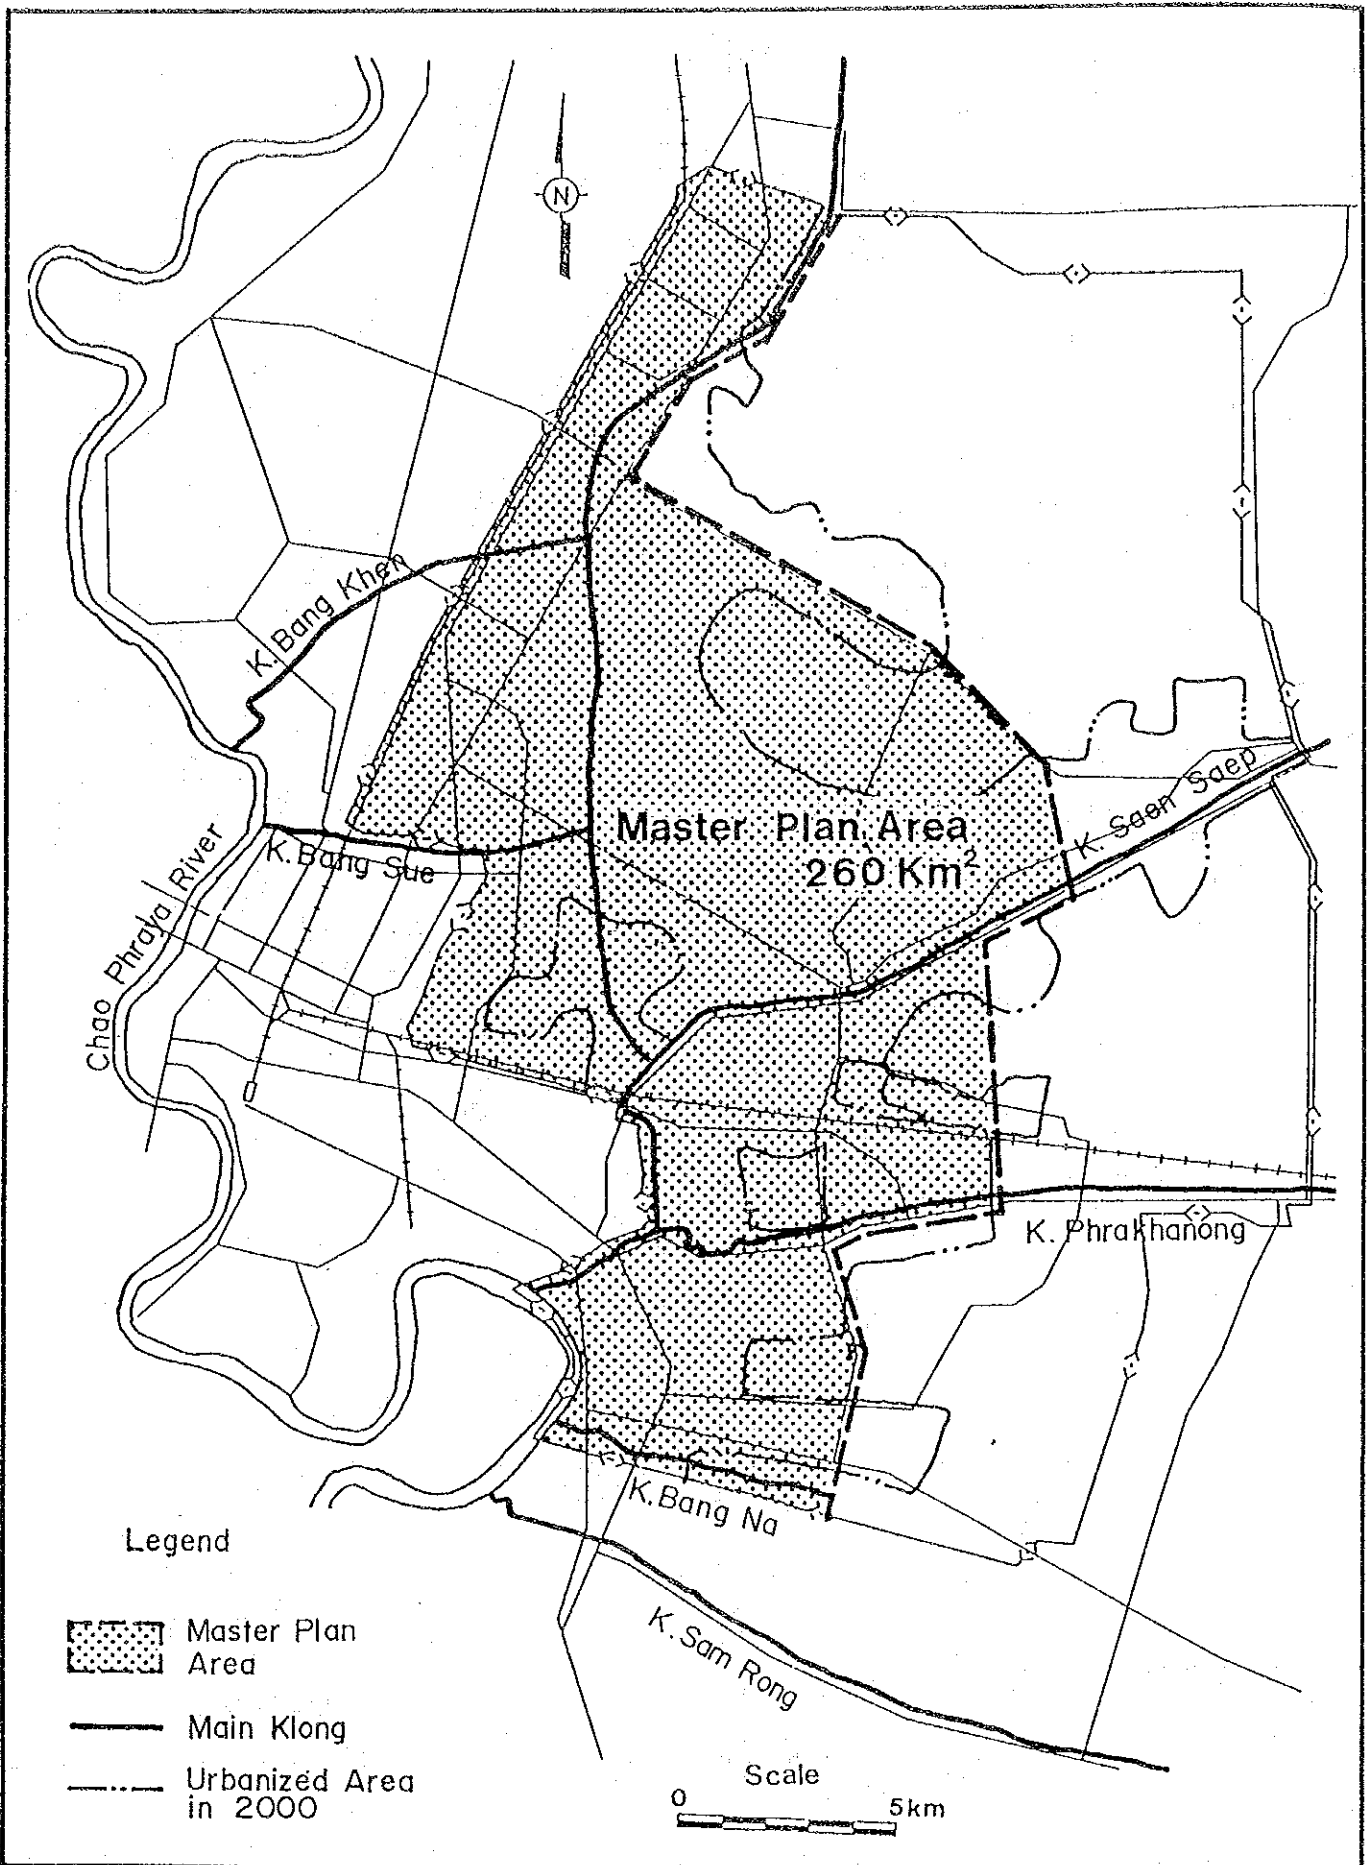 N
K. Bang Khen
K. Bang Sue
Chao Phraya River
Master Plan Area
260 Km²
K. Saen Saep
K. Phrakhanong
K. Bang Na
K. Sam Rong
Legend
Master Plan
Area
Main Klong
Urbanized Area
in 2000
Scale
0 5km